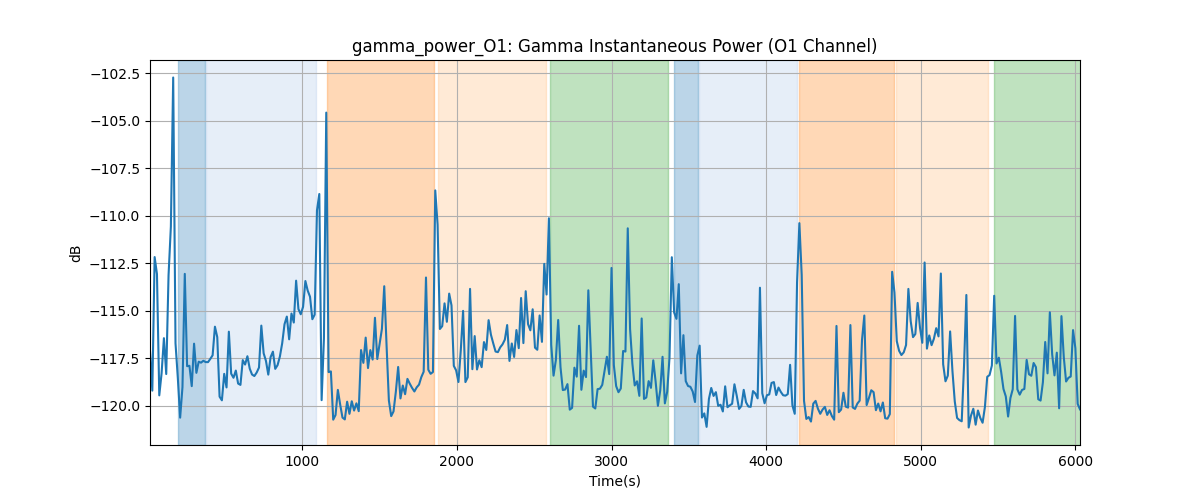 gamma_power_O1: Gamma Instantaneous Power (O1 Channel)
−102.5
−105.0
−107.5
−110.0
−112.5
−115.0
−117.5
−120.0
dB
1000 2000 3000 4000 5000 6000
Time(s)